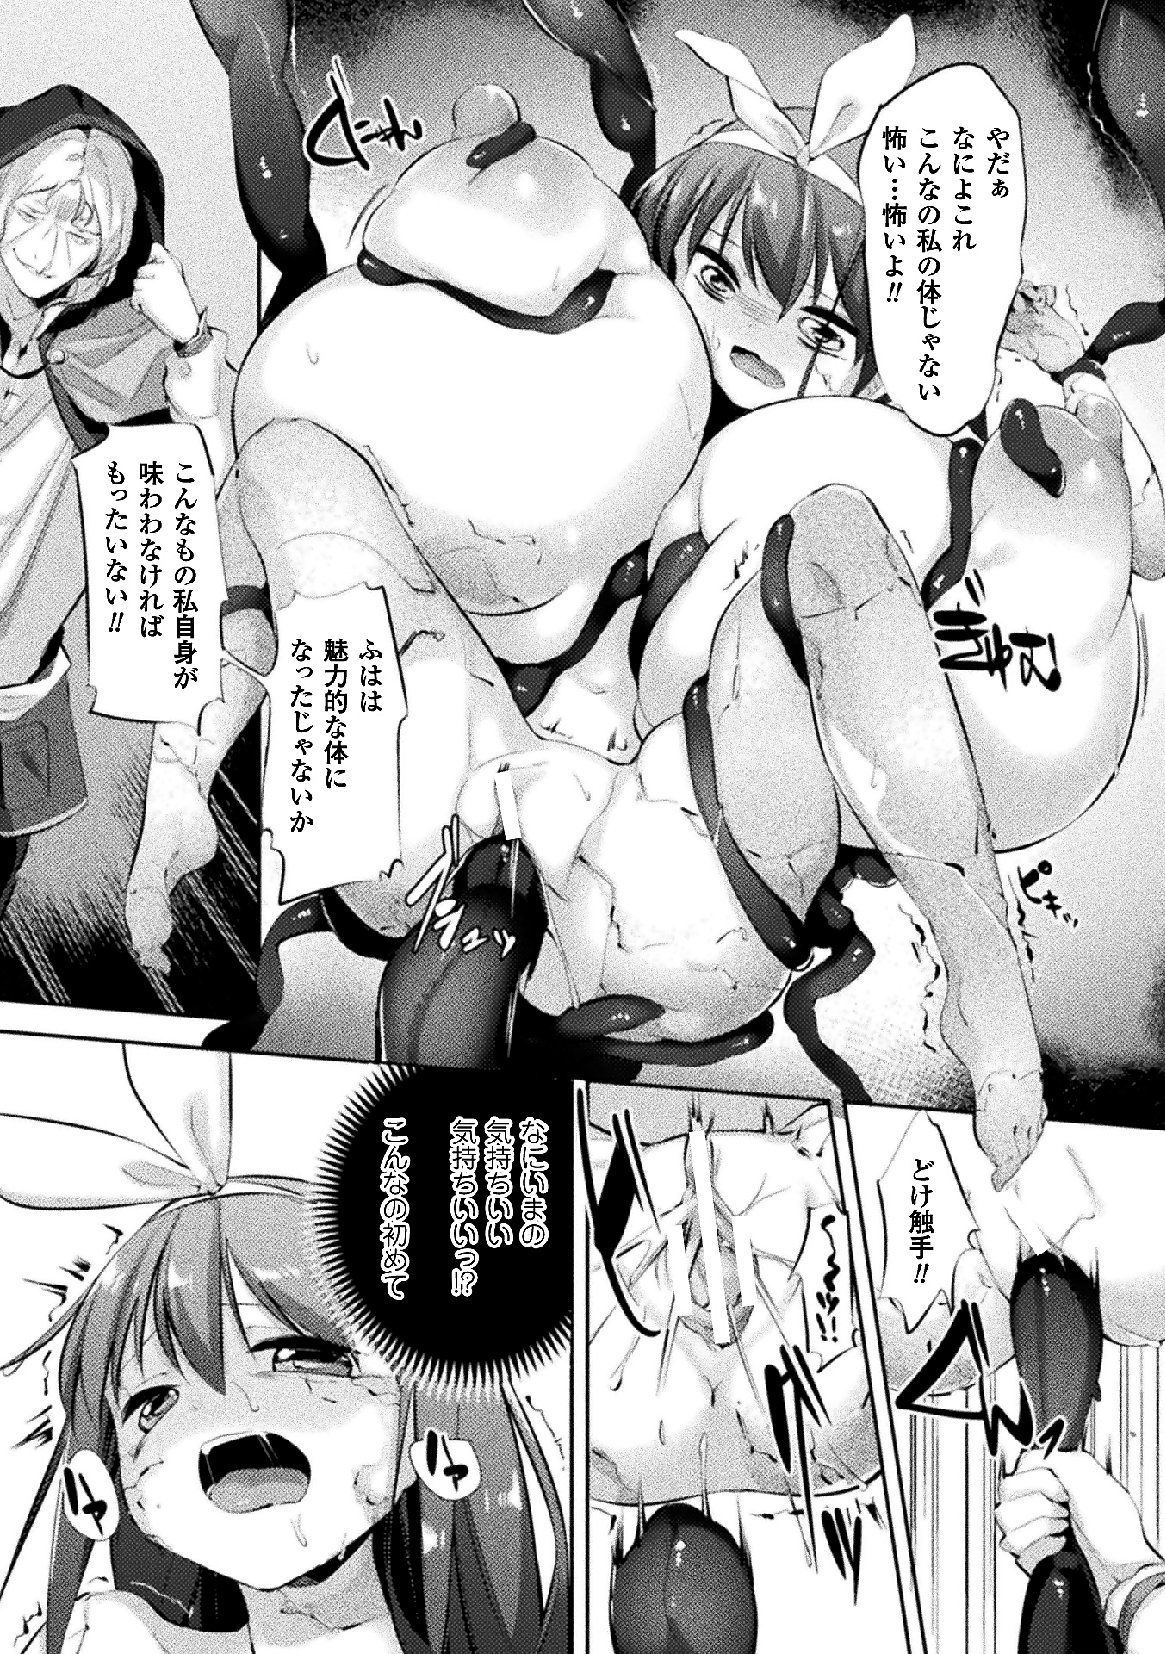 やだぁ
なによこれ
こんなの私の体じゃない
怖い…怖いよ!!
こんなもの私自身が
味わわなければ
もったいない!!
ふはは
魅力的な体に
なったじゃないか
ピキッ
どけ触手!!
なにいまの
気持ちいい
気持ちいいっ!?
こんなの初めて